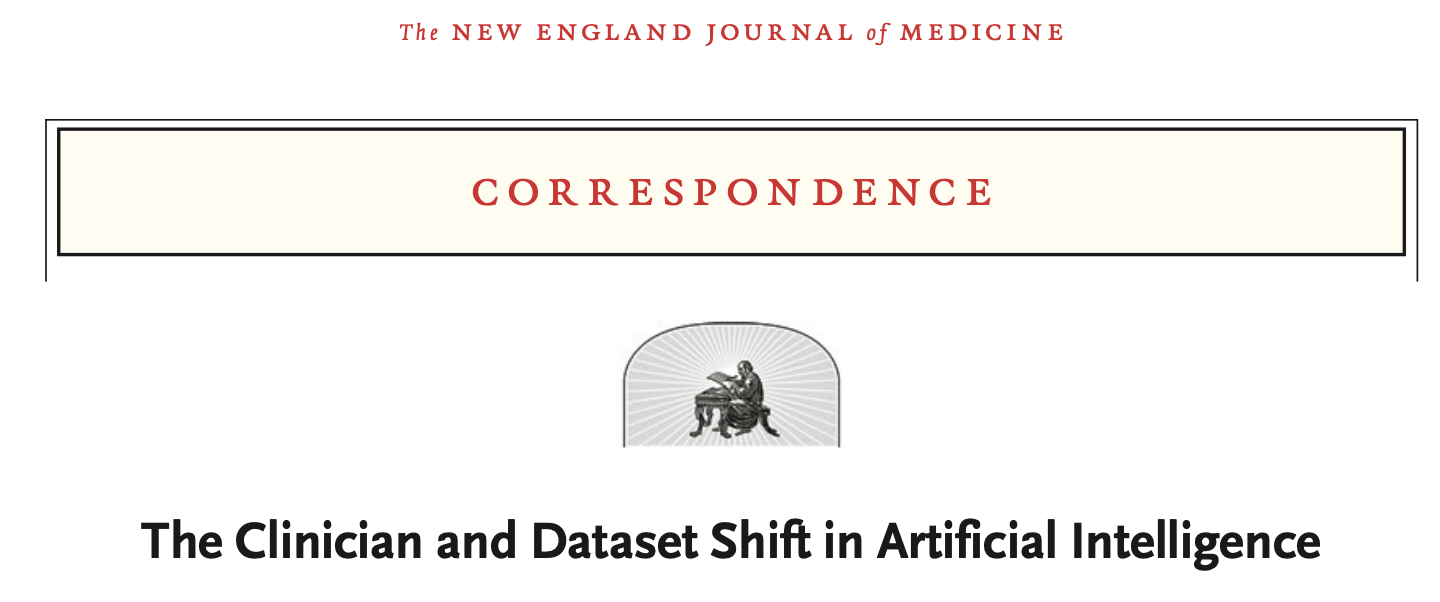 The NEW ENGLAND JOURNAL of MEDICINE
CORRESPONDENCE
The Clinician and Dataset Shift in Artificial Intelligence